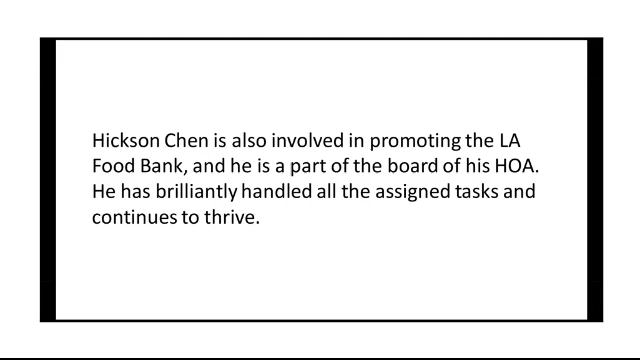 Hickson Chen is also involved in promoting the LA
Food Bank, and he is a part of the board of his HOA.
He has brilliantly handled all the assigned tasks and
continues to thrive.